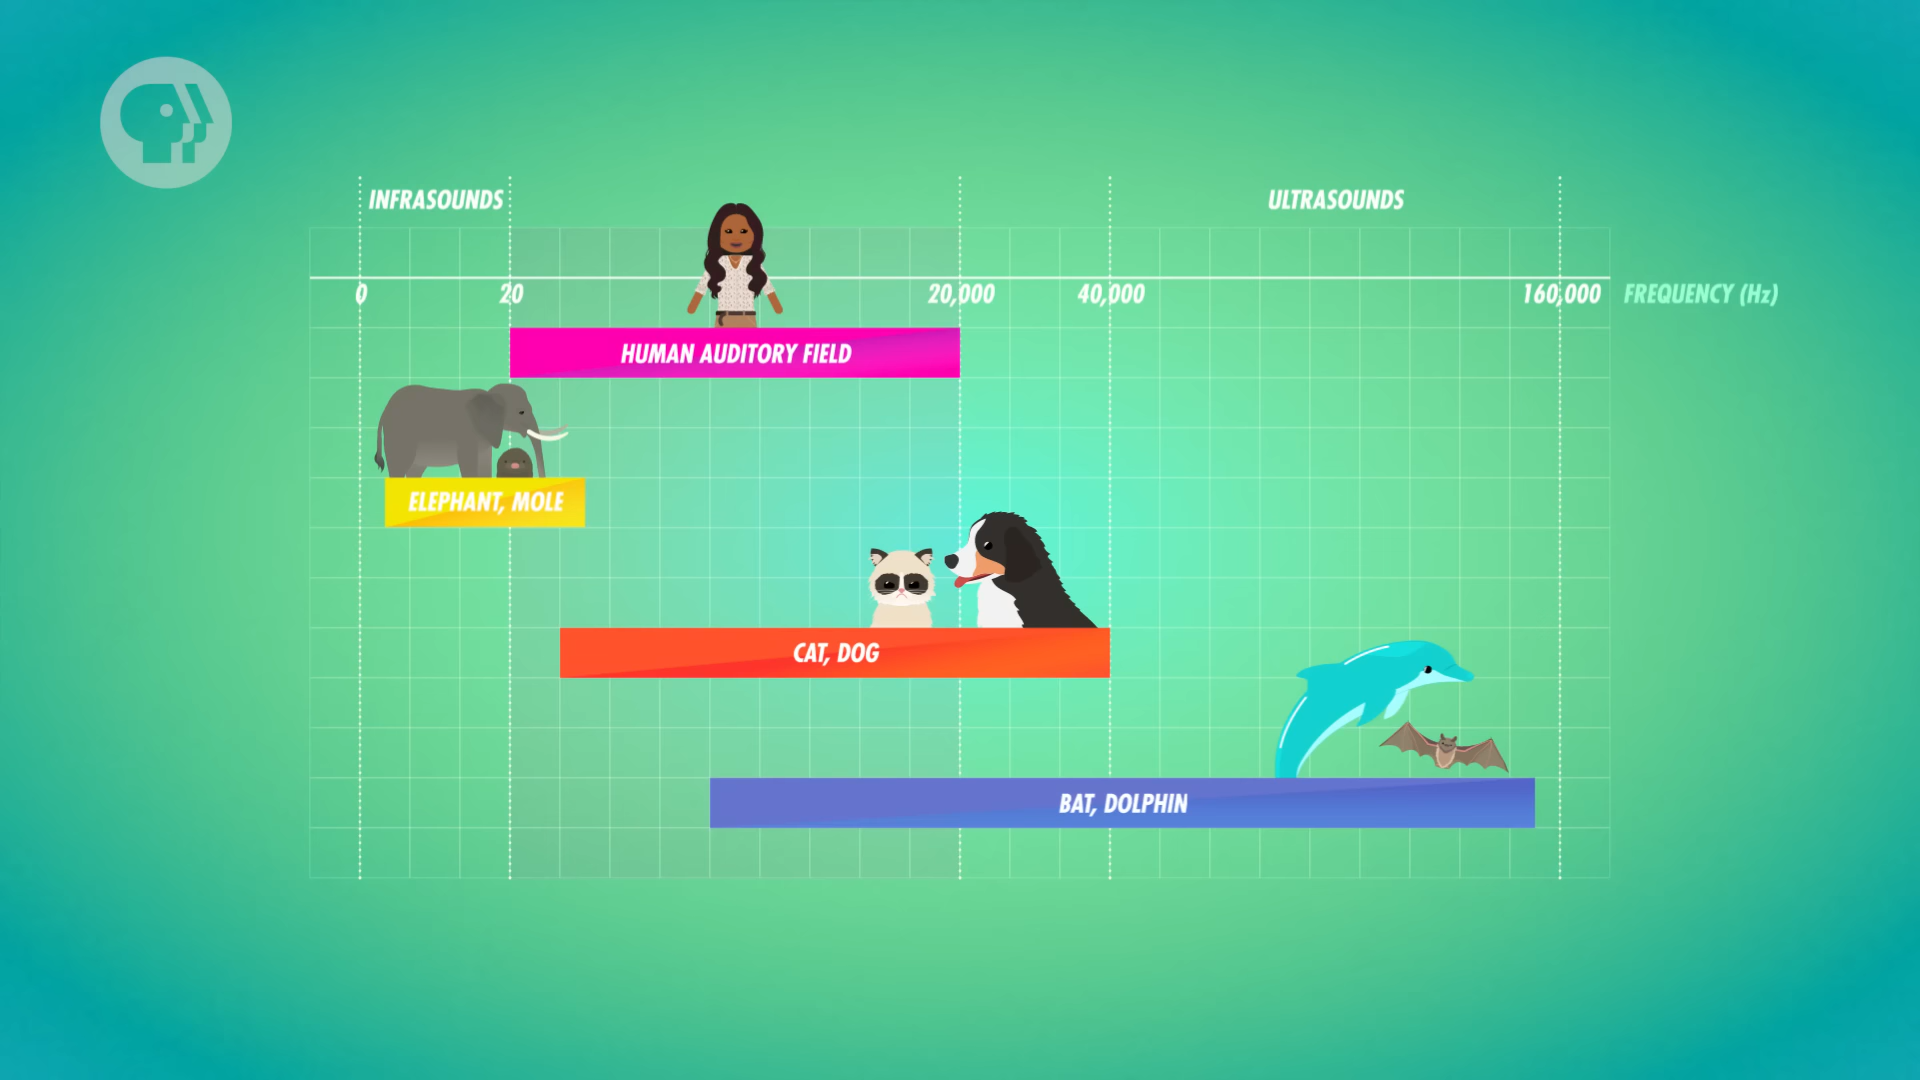 INFRASOUNDS
ULTRASOUNDS
0
20
20,000
40,000
160,000
FREQUENCY (Hz)
HUMAN AUDITORY FIELD
ELEPHANT, MOLE
CAT, DOG
BAT, DOLPHIN